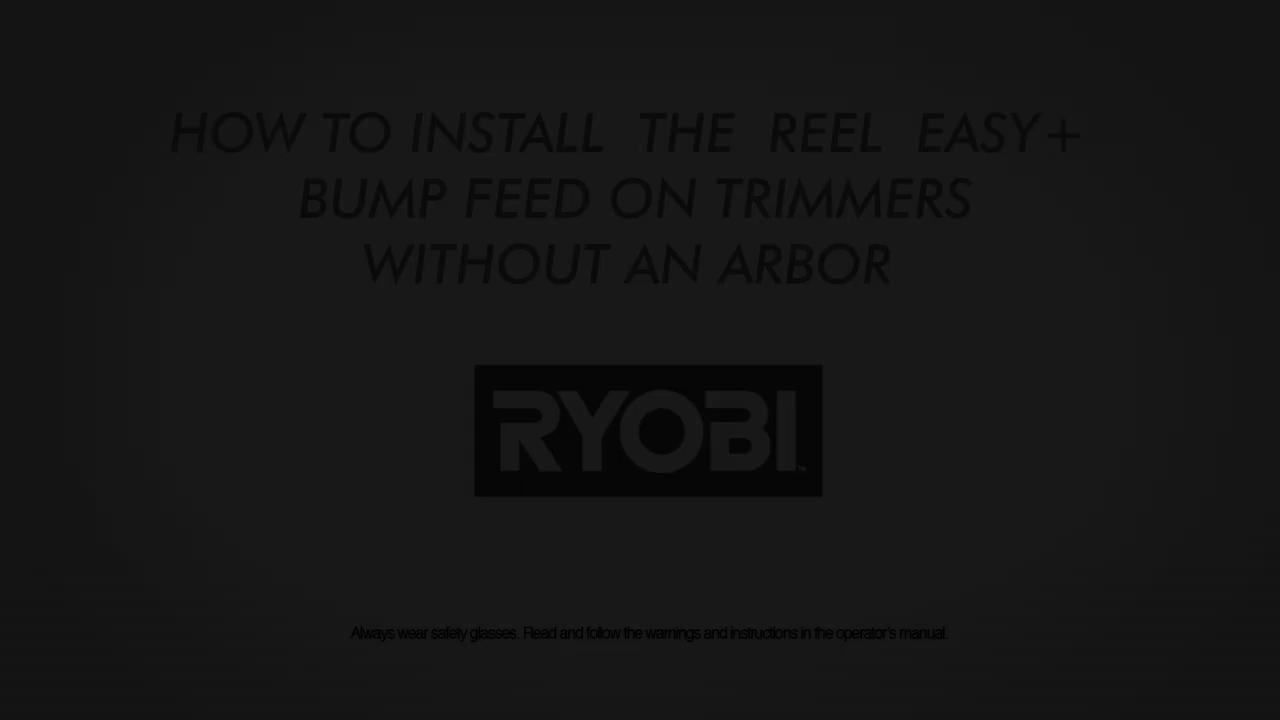 HOW TO INSTALL THE REEL EASY+
BUMP FEED ON TRIMMERS
WITHOUT AN ARBOR
RYOBI
Always wear safety glasses. Read and follow the warnings and instructions in the operator's manual.